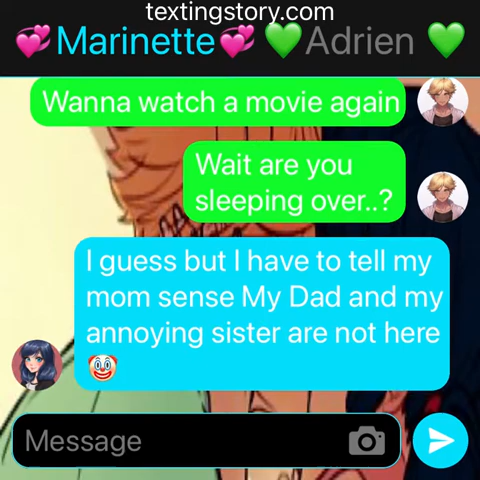 textingstory.com
💞Marinette💞 💚Adrien 💚
Wanna watch a movie again
Wait are you
sleeping over..?
I guess but I have to tell my
mom sense My Dad and my
annoying sister are not here
🤡
Message